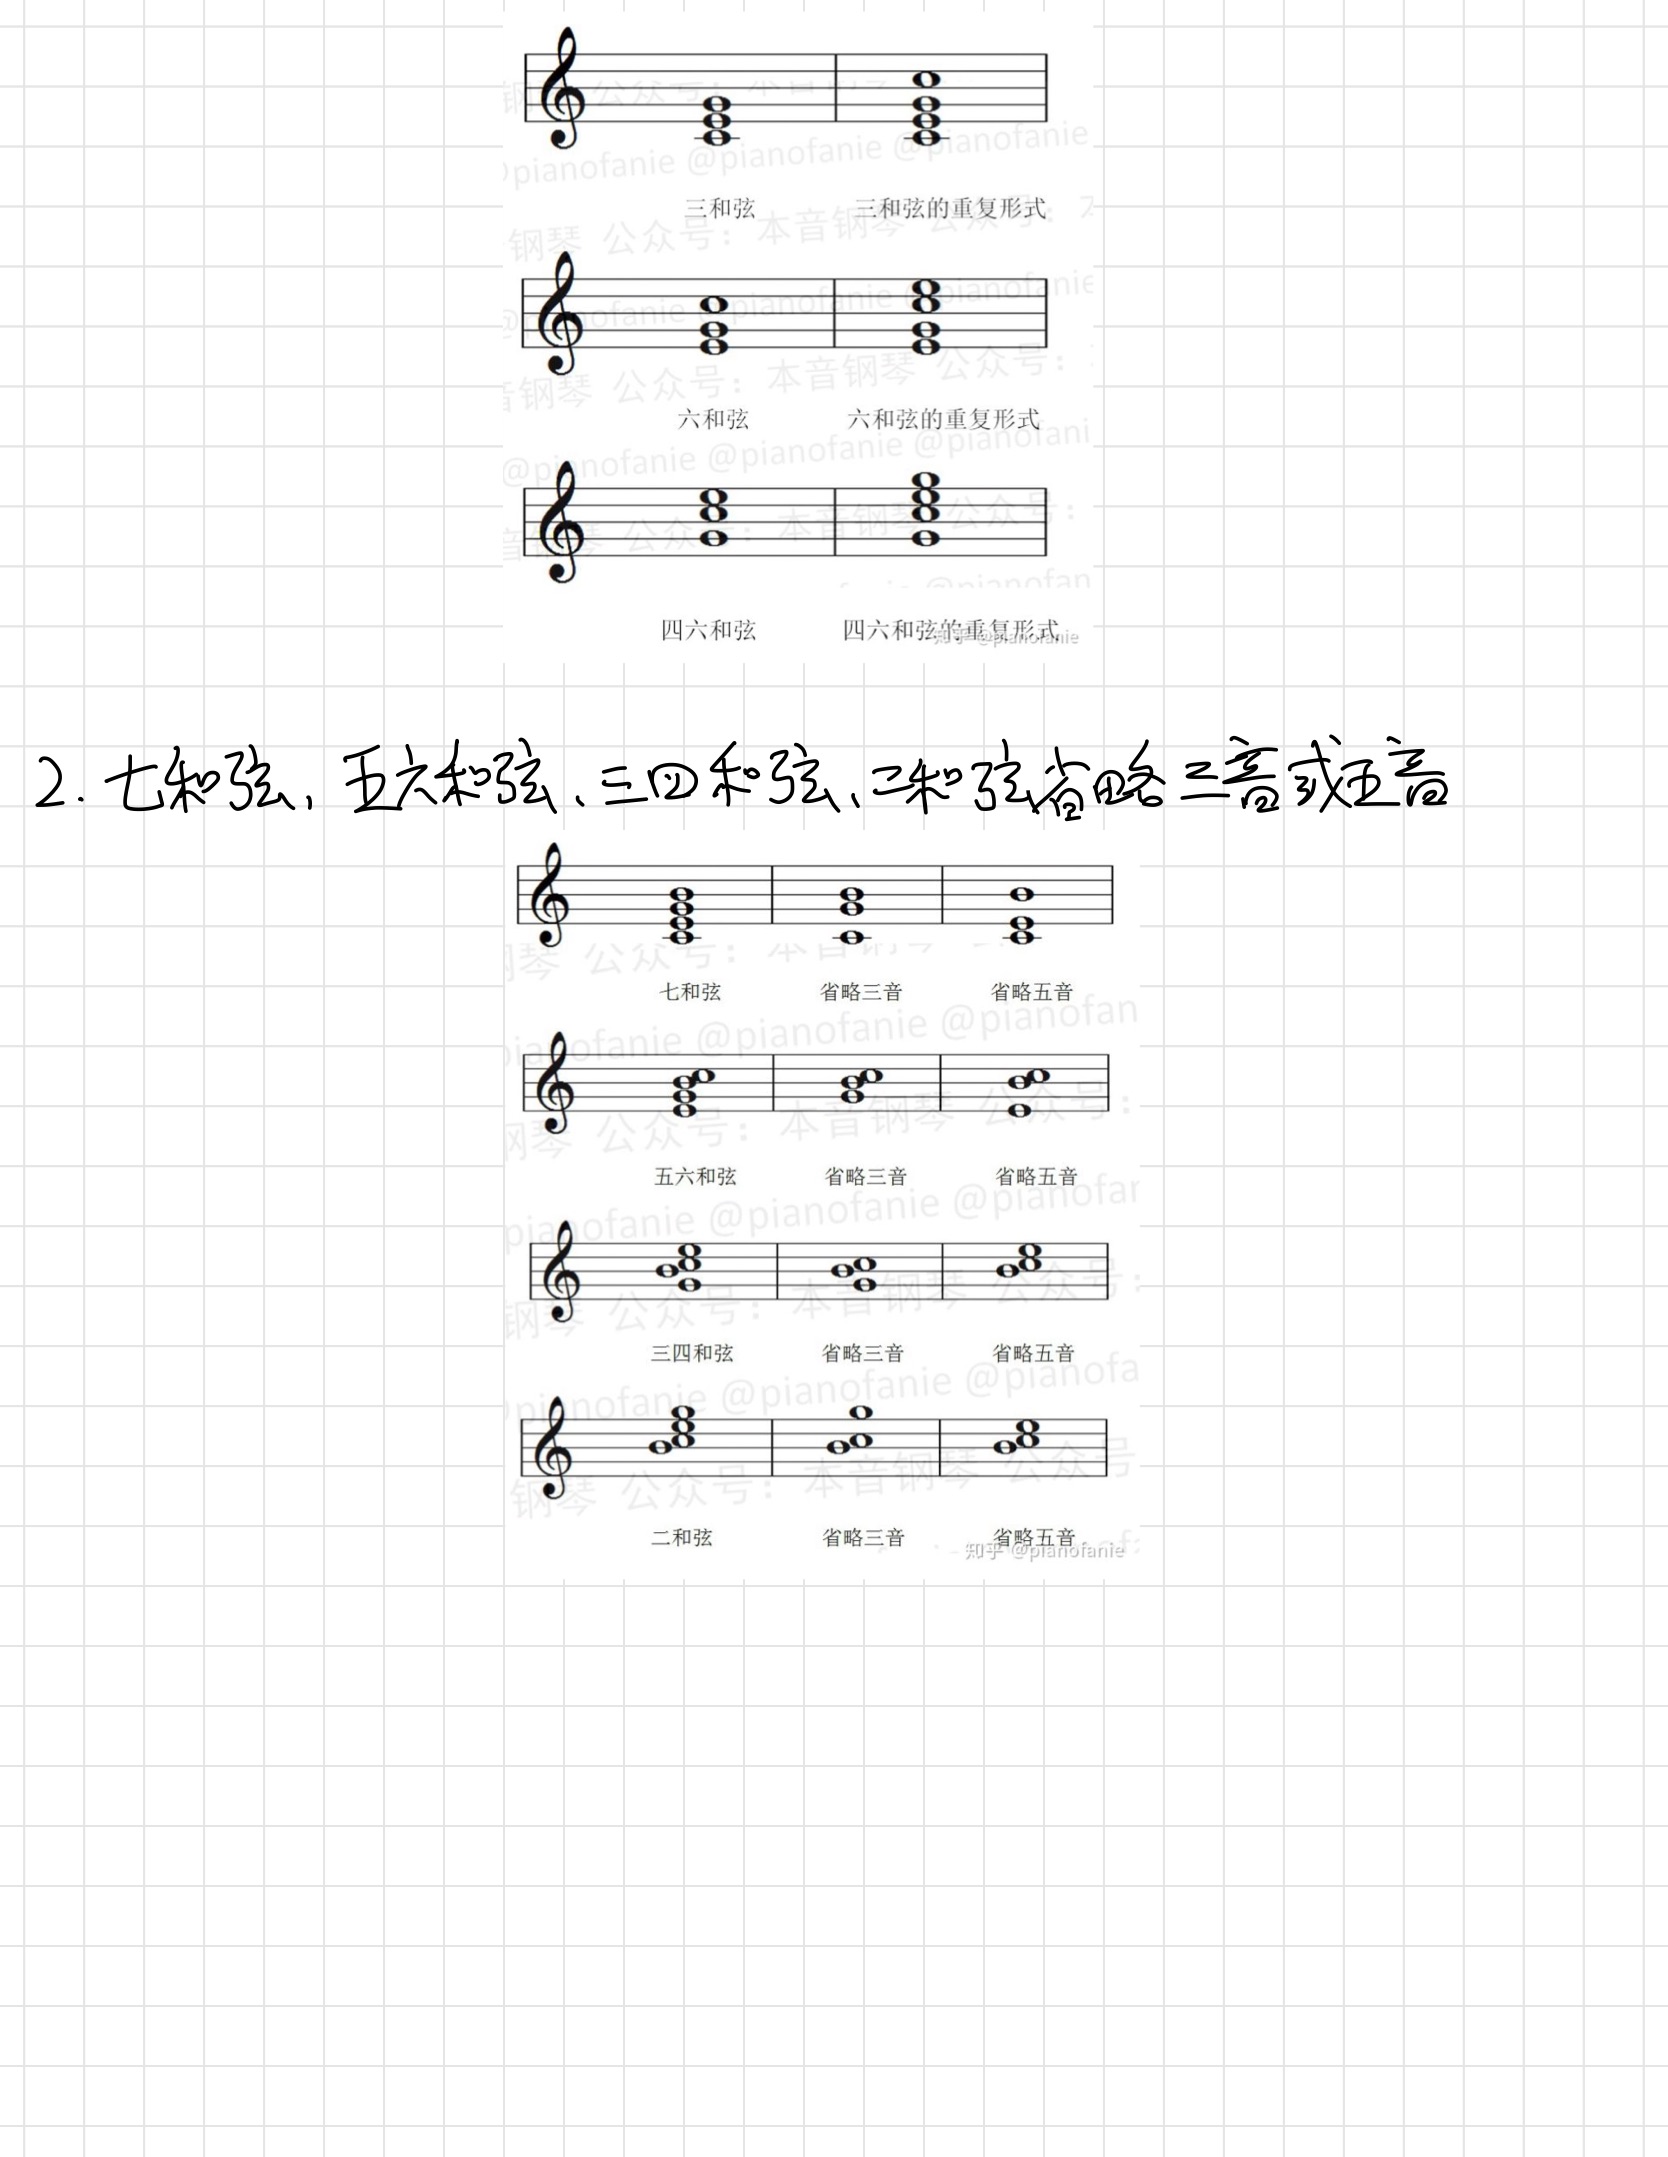 三和弦 三和弦的重复形式
六和弦 六和弦的重复形式
四六和弦 四六和弦的重复形式
知乎 @pianofanie
2. 七和弦、五六和弦、三四和弦、二和弦省略三音或五音
七和弦 省略三音 省略五音
五六和弦 省略三音 省略五音
三四和弦 省略三音 省略五音
二和弦 省略三音 省略五音
知乎 @pianofanie